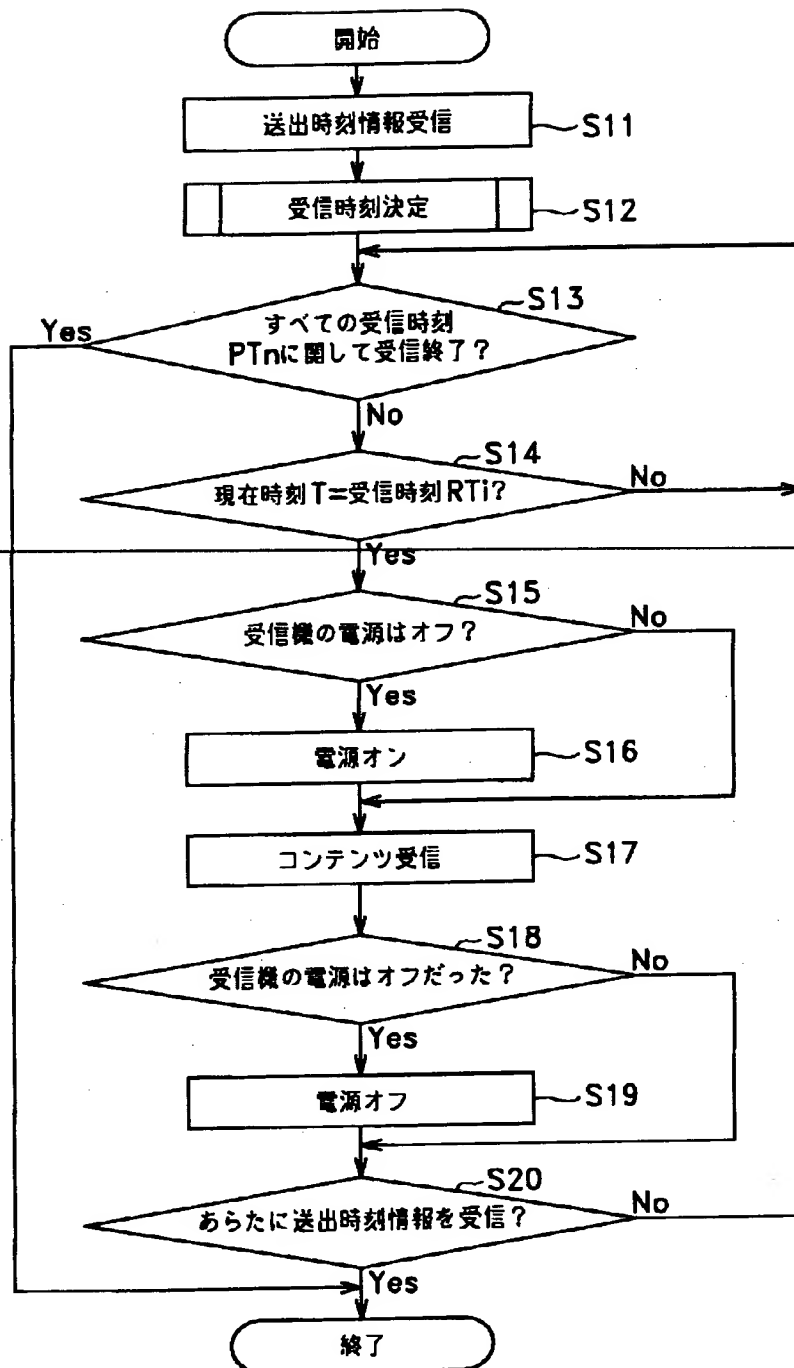 開始
送出時刻情報受信
S11
受信時刻決定
S12
S13
Yes
すべての受信時刻
PTnに関して受信終了?
No
S14
現在時刻T=受信時刻RTi?
No
Yes
S15
受信機の電源はオフ?
No
Yes
電源オン
S16
コンテンツ受信
S17
S18
受信機の電源はオフだった?
No
Yes
電源オフ
S19
S20
あらたに送出時刻情報を受信?
No
Yes
終了